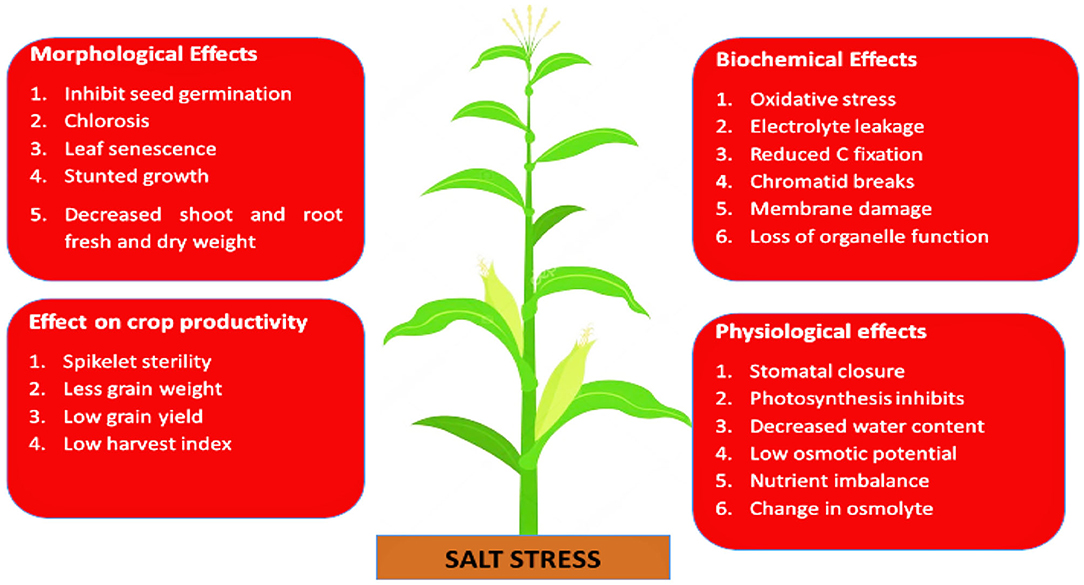 Morphological Effects
1. Inhibit seed germination
2. Chlorosis
3. Leaf senescence
4. Stunted growth
5. Decreased shoot and root
fresh and dry weight
Effect on crop productivity
1. Spikelet sterility
2. Less grain weight
3. Low grain yield
4. Low harvest index
Biochemical Effects
1. Oxidative stress
2. Electrolyte leakage
3. Reduced C fixation
4. Chromatid breaks
5. Membrane damage
6. Loss of organelle function
Physiological effects
1. Stomatal closure
2. Photosynthesis inhibits
3. Decreased water content
4. Low osmotic potential
5. Nutrient imbalance
6. Change in osmolyte
SALT STRESS